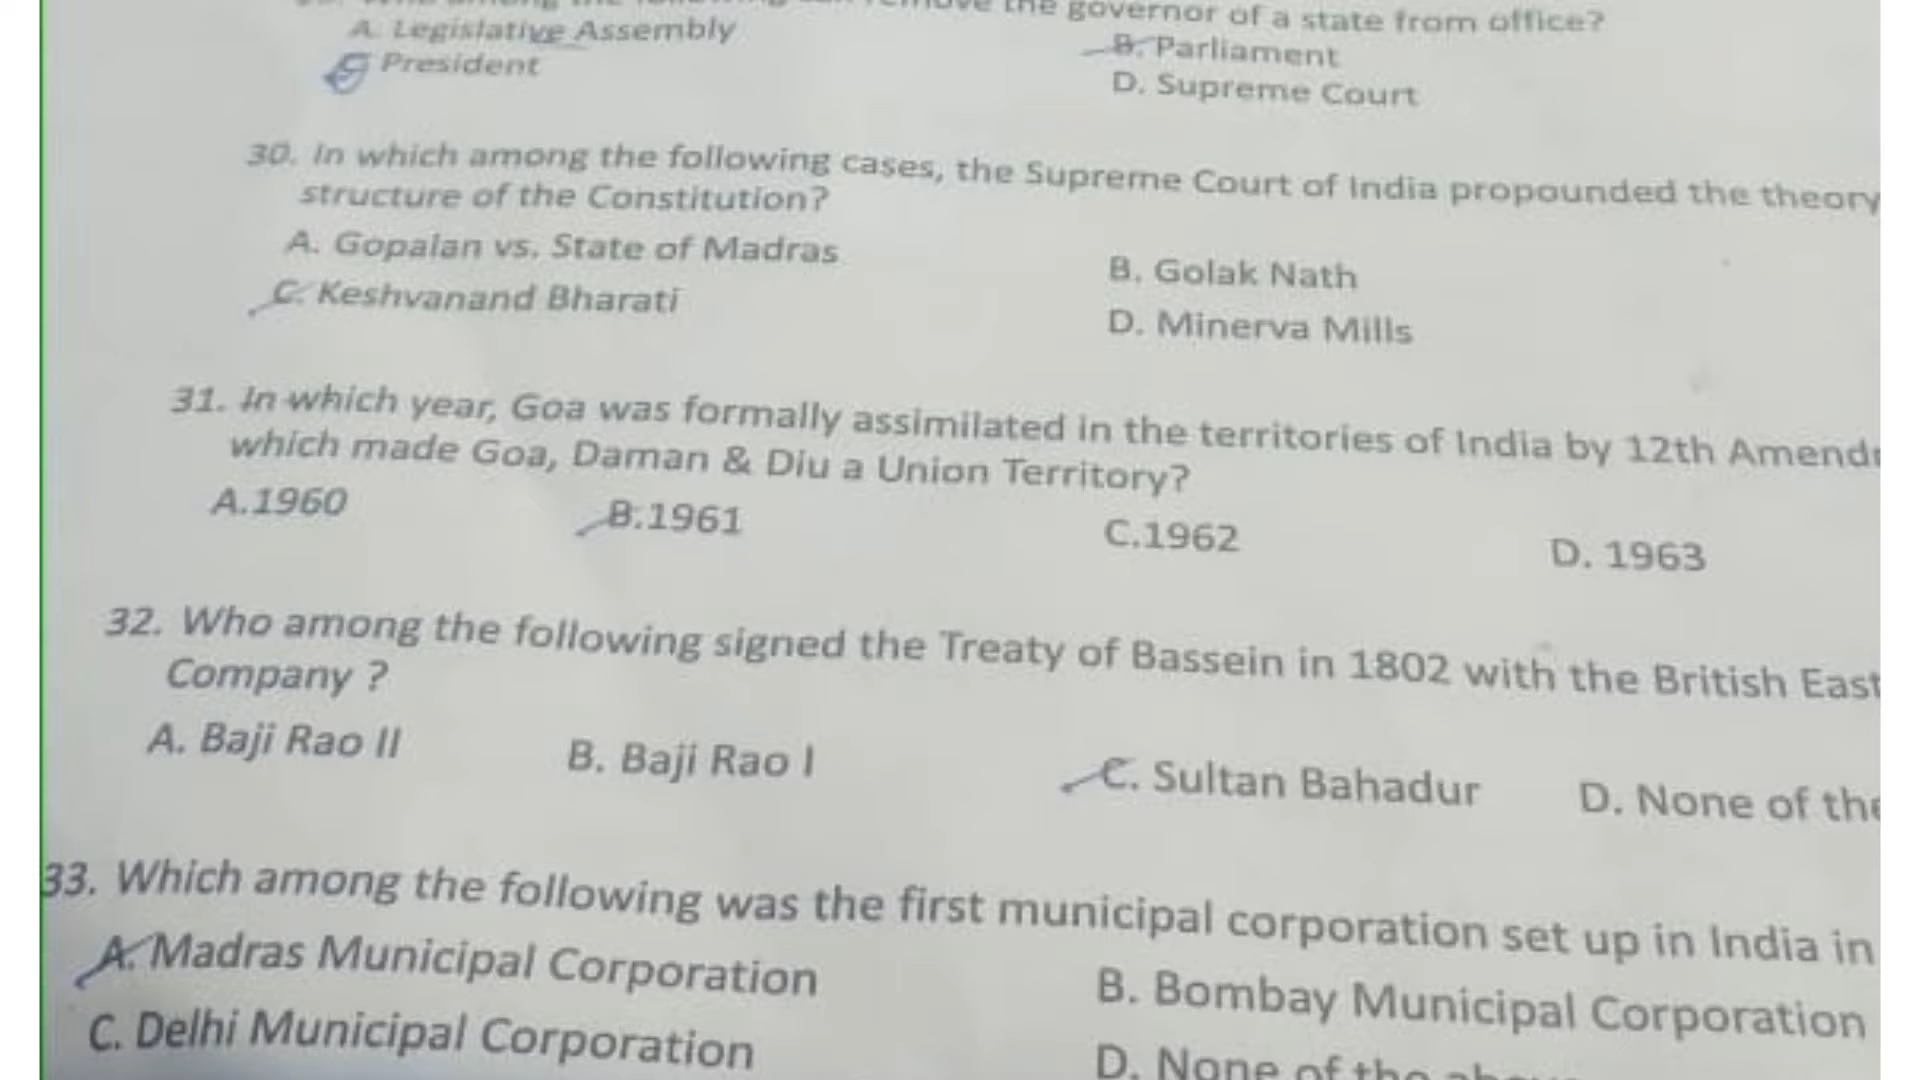 the governor of a state from office?
A. Legislative Assembly
B. Parliament
C. President
D. Supreme Court
30. In which among the following cases, the Supreme Court of India propounded the theory
structure of the Constitution?
A. Gopalan vs. State of Madras
B. Golak Nath
C. Keshvanand Bharati
D. Minerva Mills
31. In which year, Goa was formally assimilated in the territories of India by 12th Amend
which made Goa, Daman & Diu a Union Territory?
A.1960 B.1961 C.1962 D. 1963
32. Who among the following signed the Treaty of Bassein in 1802 with the British East
Company ?
A. Baji Rao II B. Baji Rao I C. Sultan Bahadur D. None of the
33. Which among the following was the first municipal corporation set up in India in
A. Madras Municipal Corporation
B. Bombay Municipal Corporation
C. Delhi Municipal Corporation
D. None of the